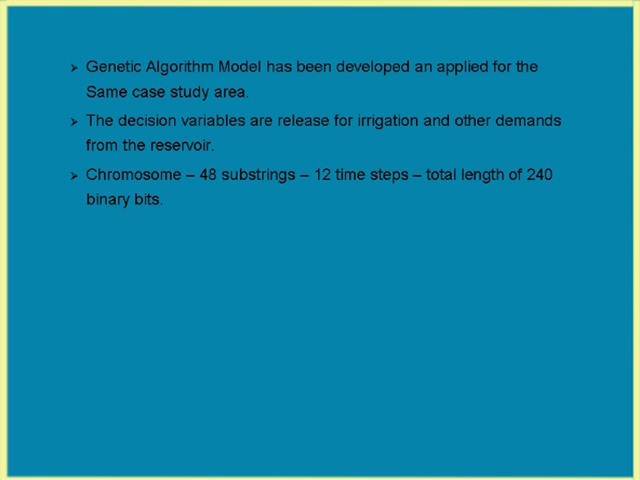 ➢ Genetic Algorithm Model has been developed an applied for the
Same case study area.
➢ The decision variables are release for irrigation and other demands
from the reservoir.
➢ Chromosome – 48 substrings – 12 time steps – total length of 240
binary bits.